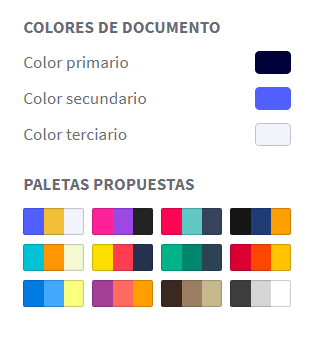 COLORES DE DOCUMENTO
Color primario
Color secundario
Color terciario
PALETAS PROPUESTAS